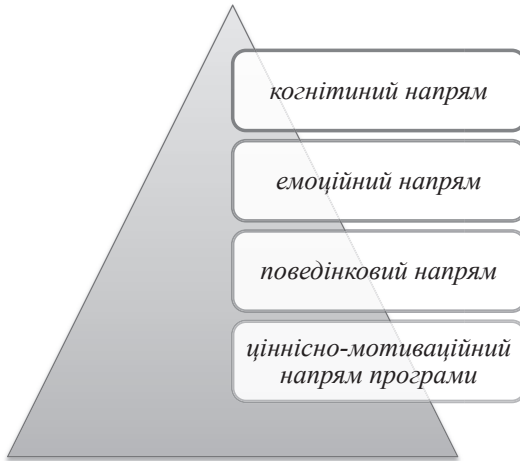 когнітиний напрям
емоційний напрям
поведінковий напрям
ціннісно-мотиваційний
напрям програми